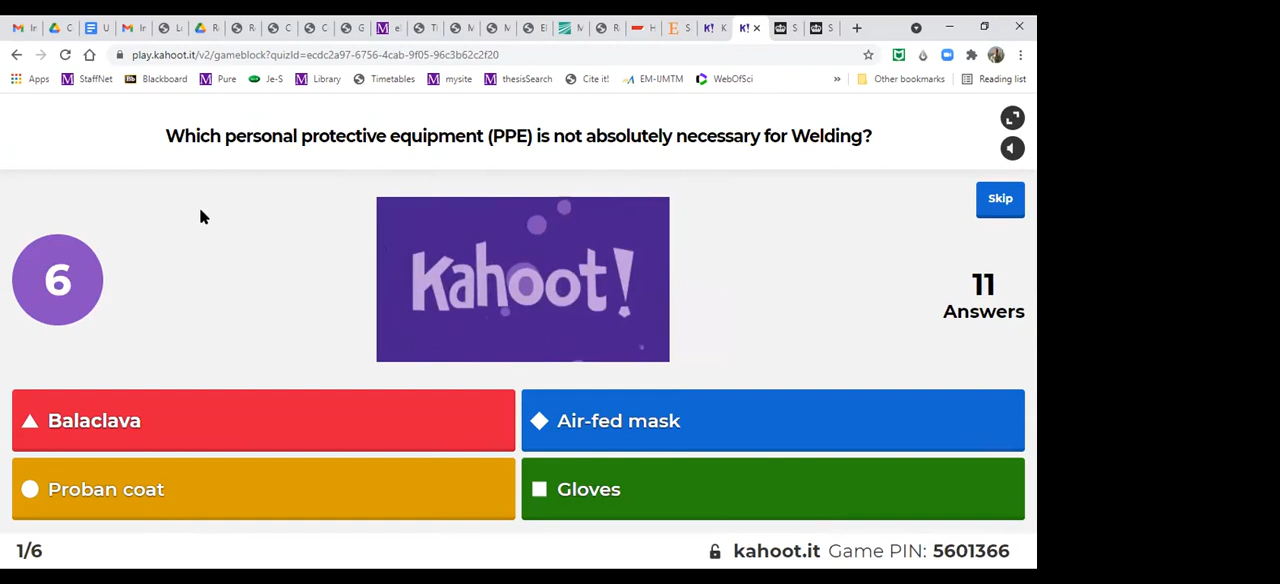 play.kahoot.it/v2/gameblock?quizId=ecdc2a97-6756-4cab-9f05-96c3b62c2f20
Apps StaffNet Blackboard Pure Je-S Library Timetables mysite thesisSearch Cite it! EM-IJMTM WebOfSci » Other bookmarks Reading list
Which personal protective equipment (PPE) is not absolutely necessary for Welding?
Skip
6
Kahoot!
11
Answers
Balaclava
Air-fed mask
Proban coat
Gloves
1/6
kahoot.it Game PIN: 5601366